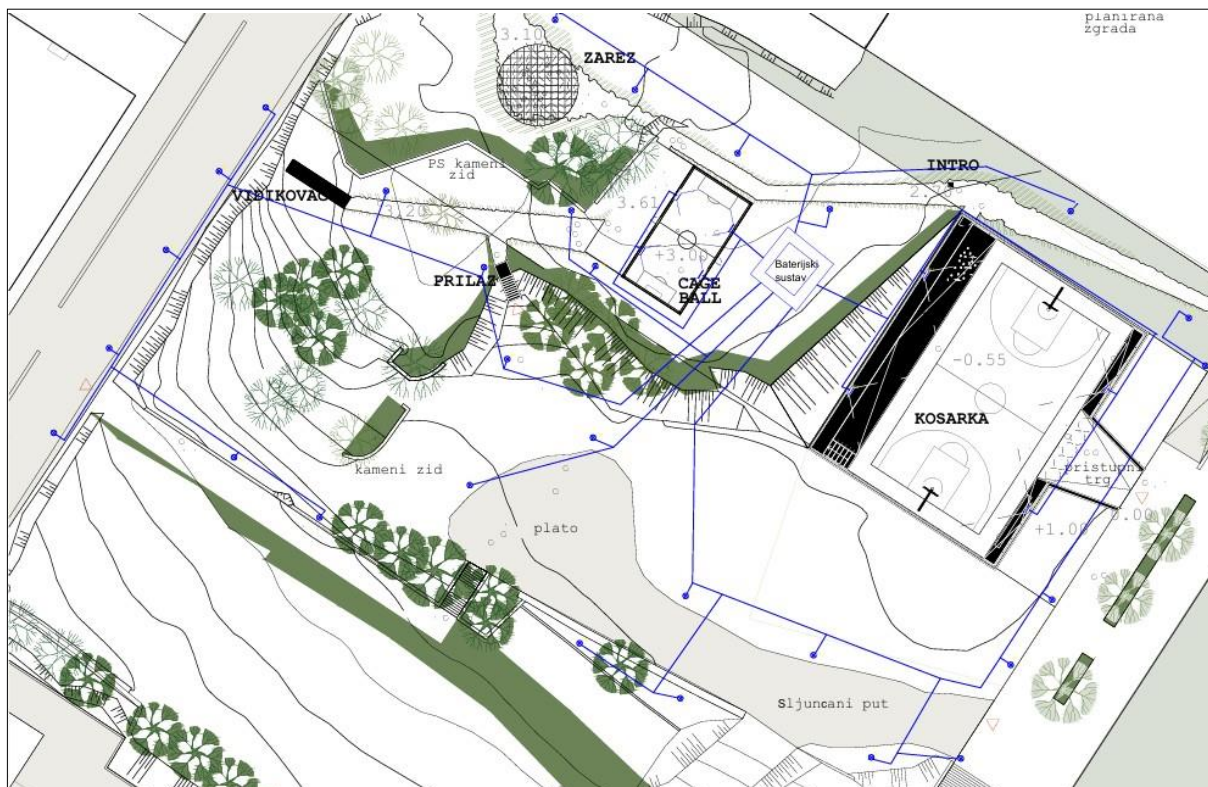 planirana
zgrada
3.10
ZAREZ
PS kameni
zid
INTRO
VIDIKOVAC
3.20
3.61
+3.00
PRILAZ
CAGE
BALL
Baterijski
sustav
-0.55
KOSARKA
kameni zid
pristupni
trg
plato
+1.00
0.00
Sljuncani put